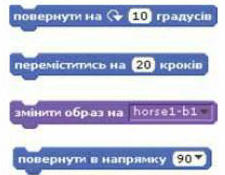 повернути на 10 градусів
переміститись на 20 кроків
змінити образ на horse1-b1
повернути в напрямку 90